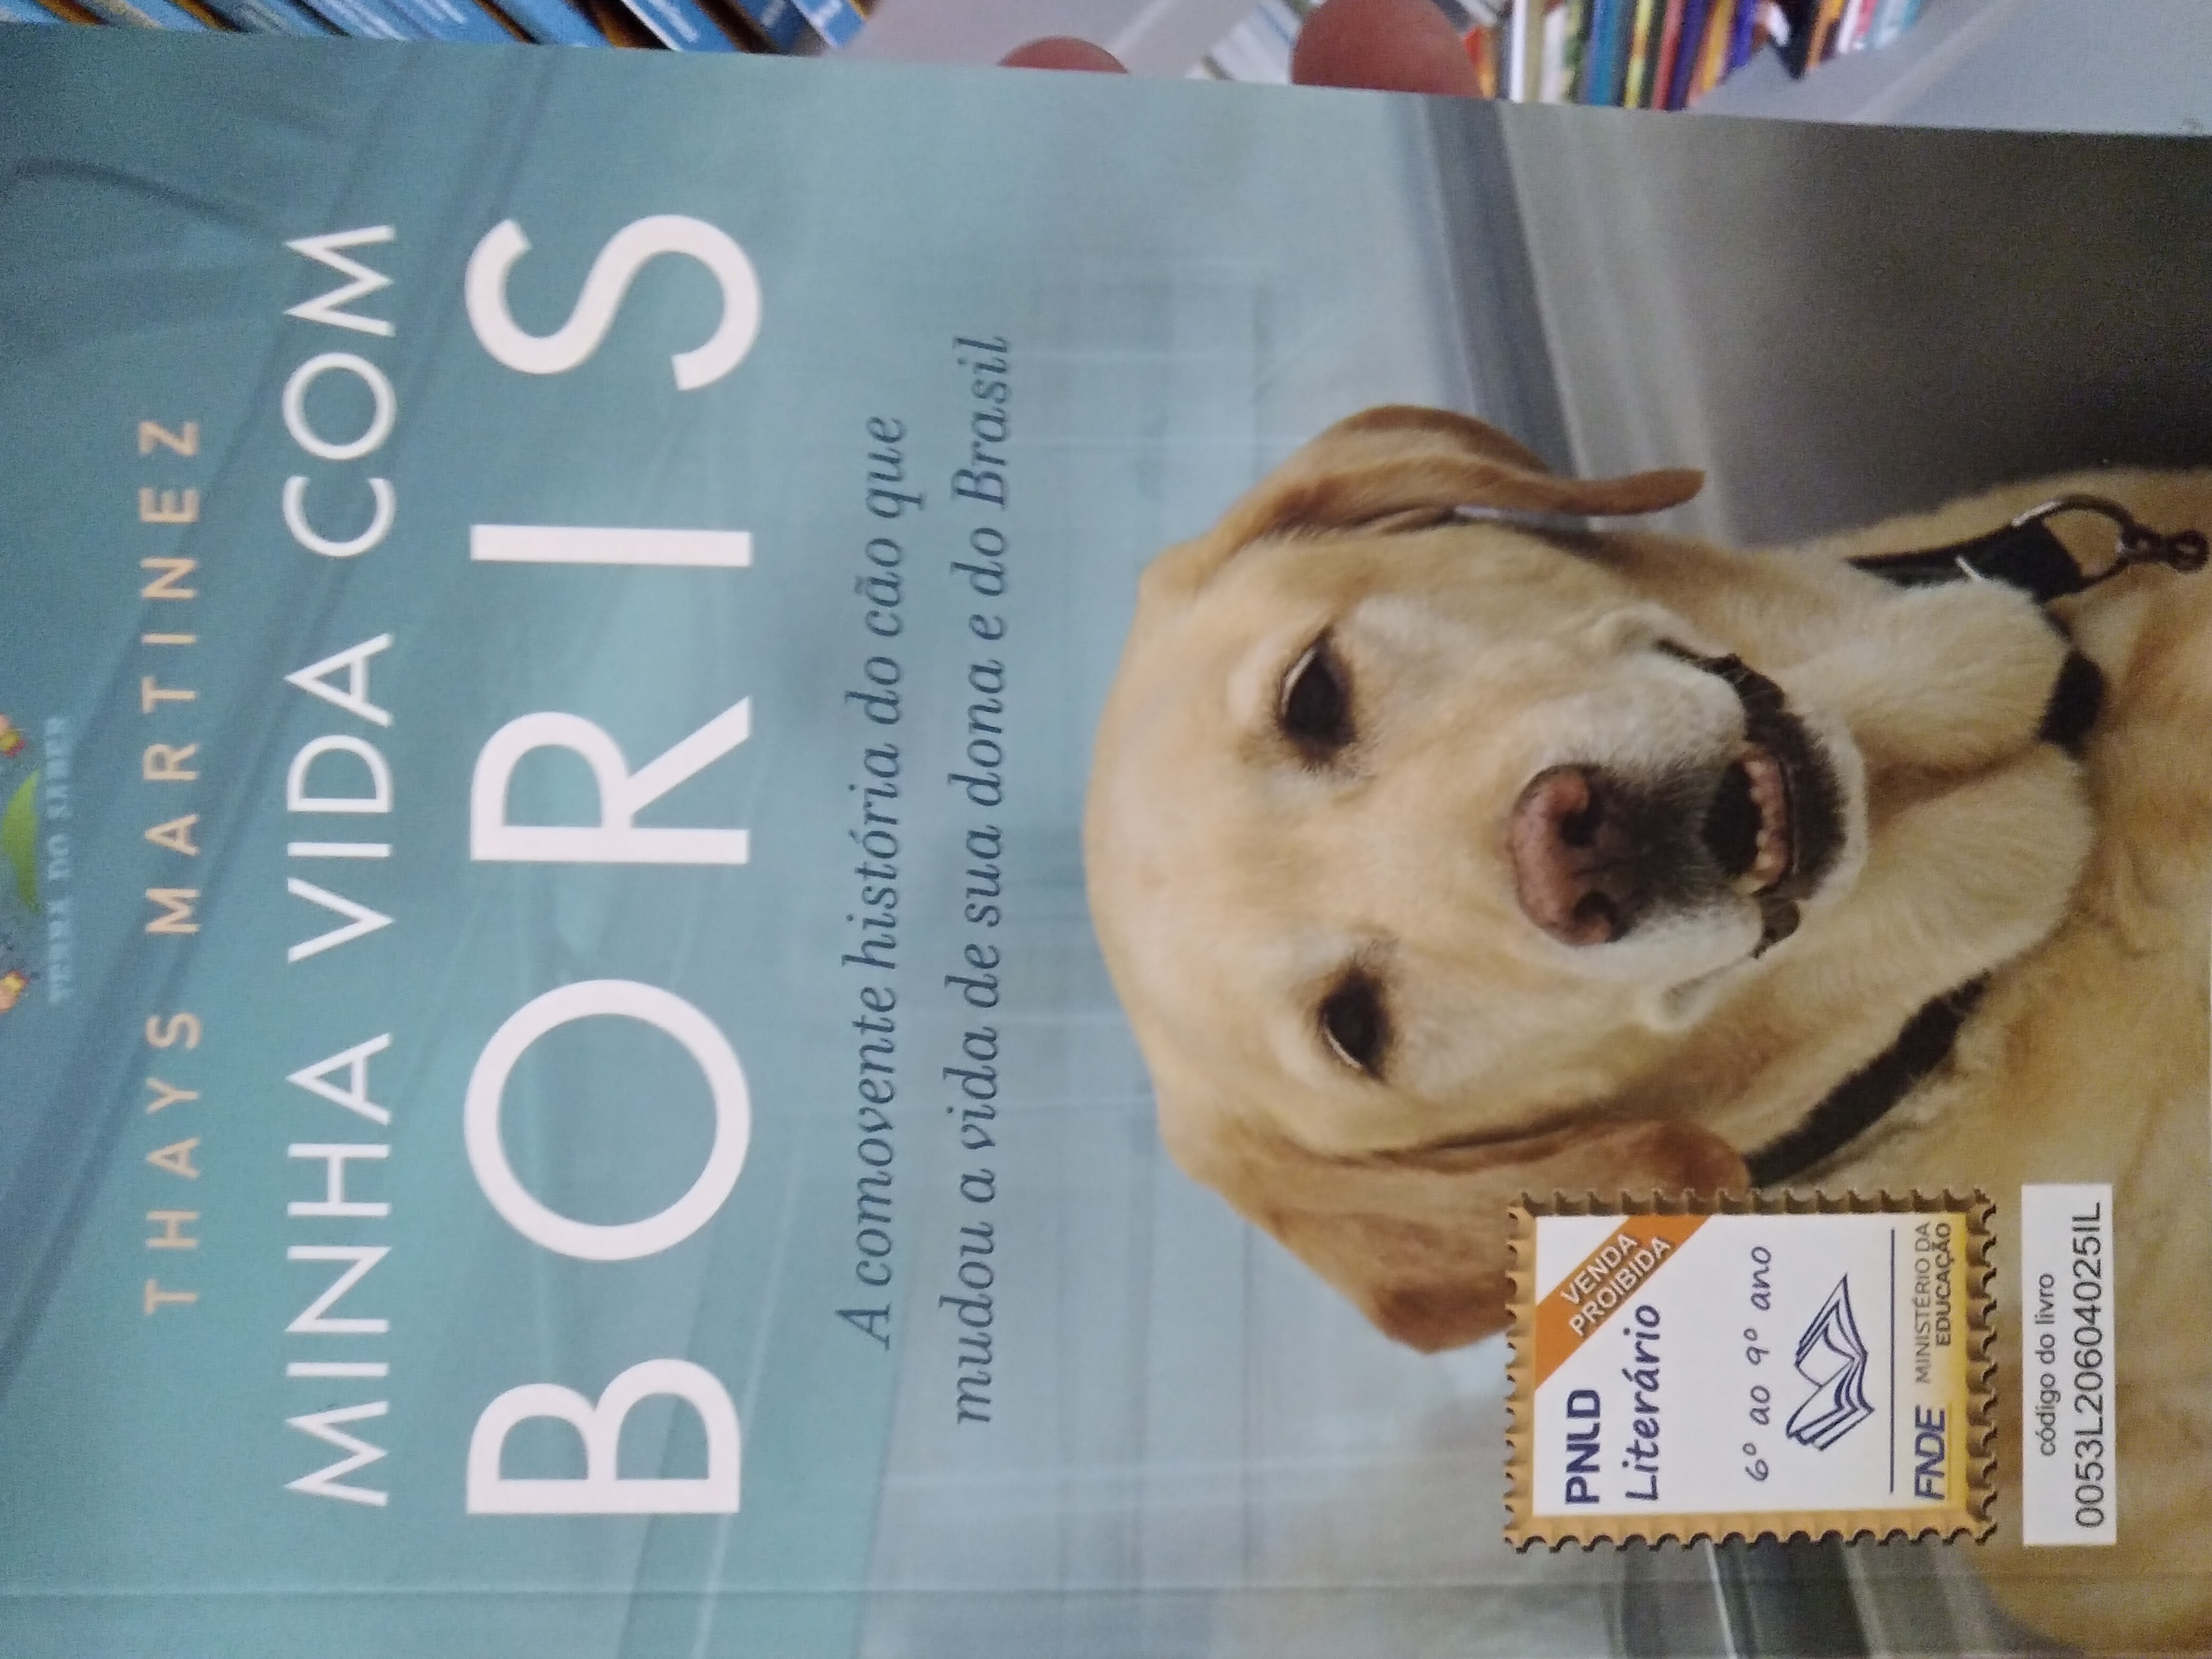 TERRA DO SABER
THAYS MARTINEZ
MINHA VIDA COM
BORIS
A comovente história do cão que
mudou a vida de sua dona e do Brasil
PNLD
Literário
VENDA
PROIBIDA
6º ao 9º ano
FNDE MINISTÉRIO DA
EDUCAÇÃO
código do livro
0053L20604025IL